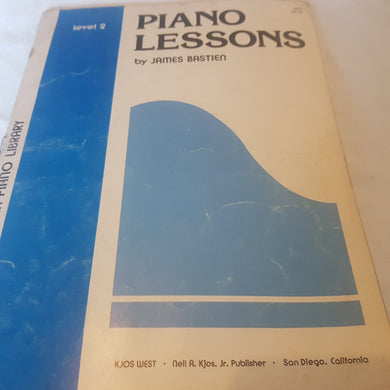 level 2
PIANO
LESSONS
by JAMES BASTIEN
PIANO LIBRARY
KJOS WEST · Neil A. Kjos, Jr. Publisher · San Diego, California